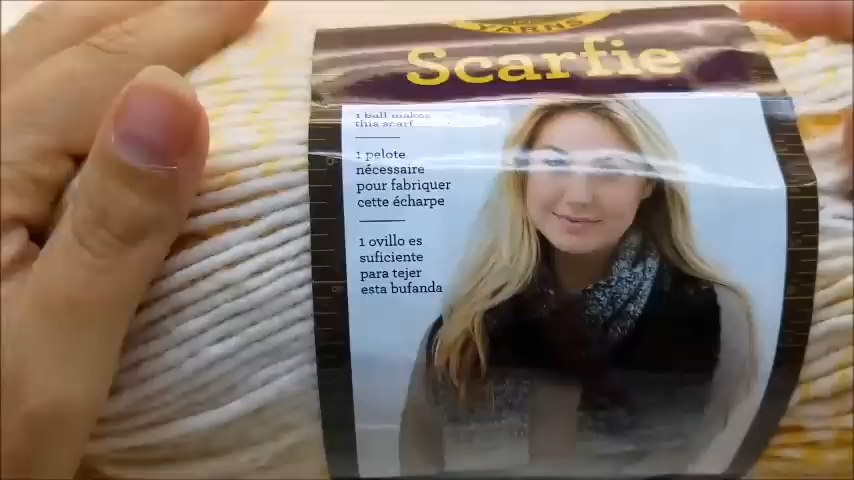 YARNS
Scarfie
1 ball makes
this scarf
1 pelote
nécessaire
pour fabriquer
cette écharpe
1 ovillo es
suficiente
para tejer
esta bufanda